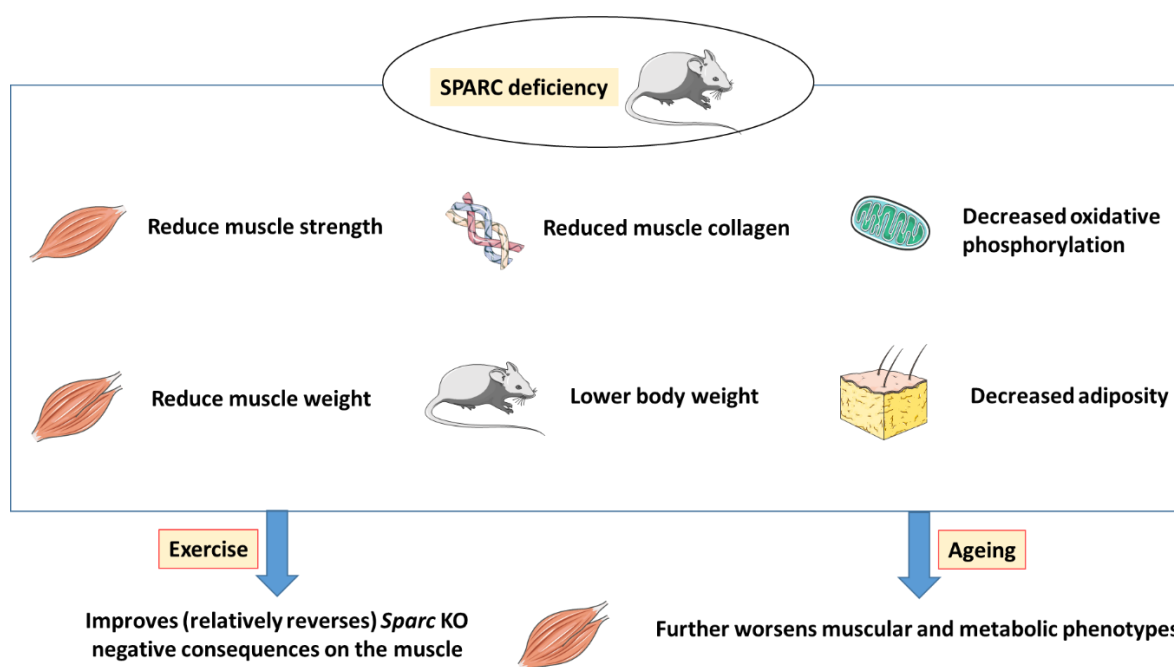 SPARC deficiency
Reduce muscle strength
Reduced muscle collagen
Decreased oxidative
phosphorylation
Reduce muscle weight
Lower body weight
Decreased adiposity
Exercise
Ageing
Improves (relatively reverses) Sparc KO
negative consequences on the muscle
Further worsens muscular and metabolic phenotypes